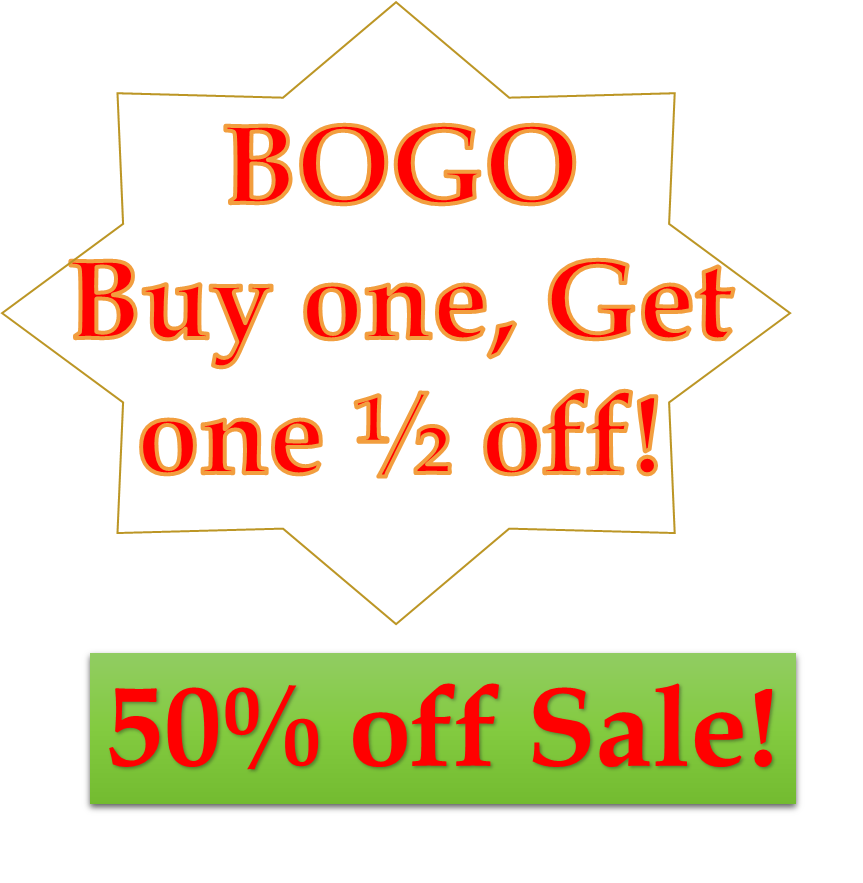 BOGO
Buy one, Get
one ½ off!
50% off Sale!